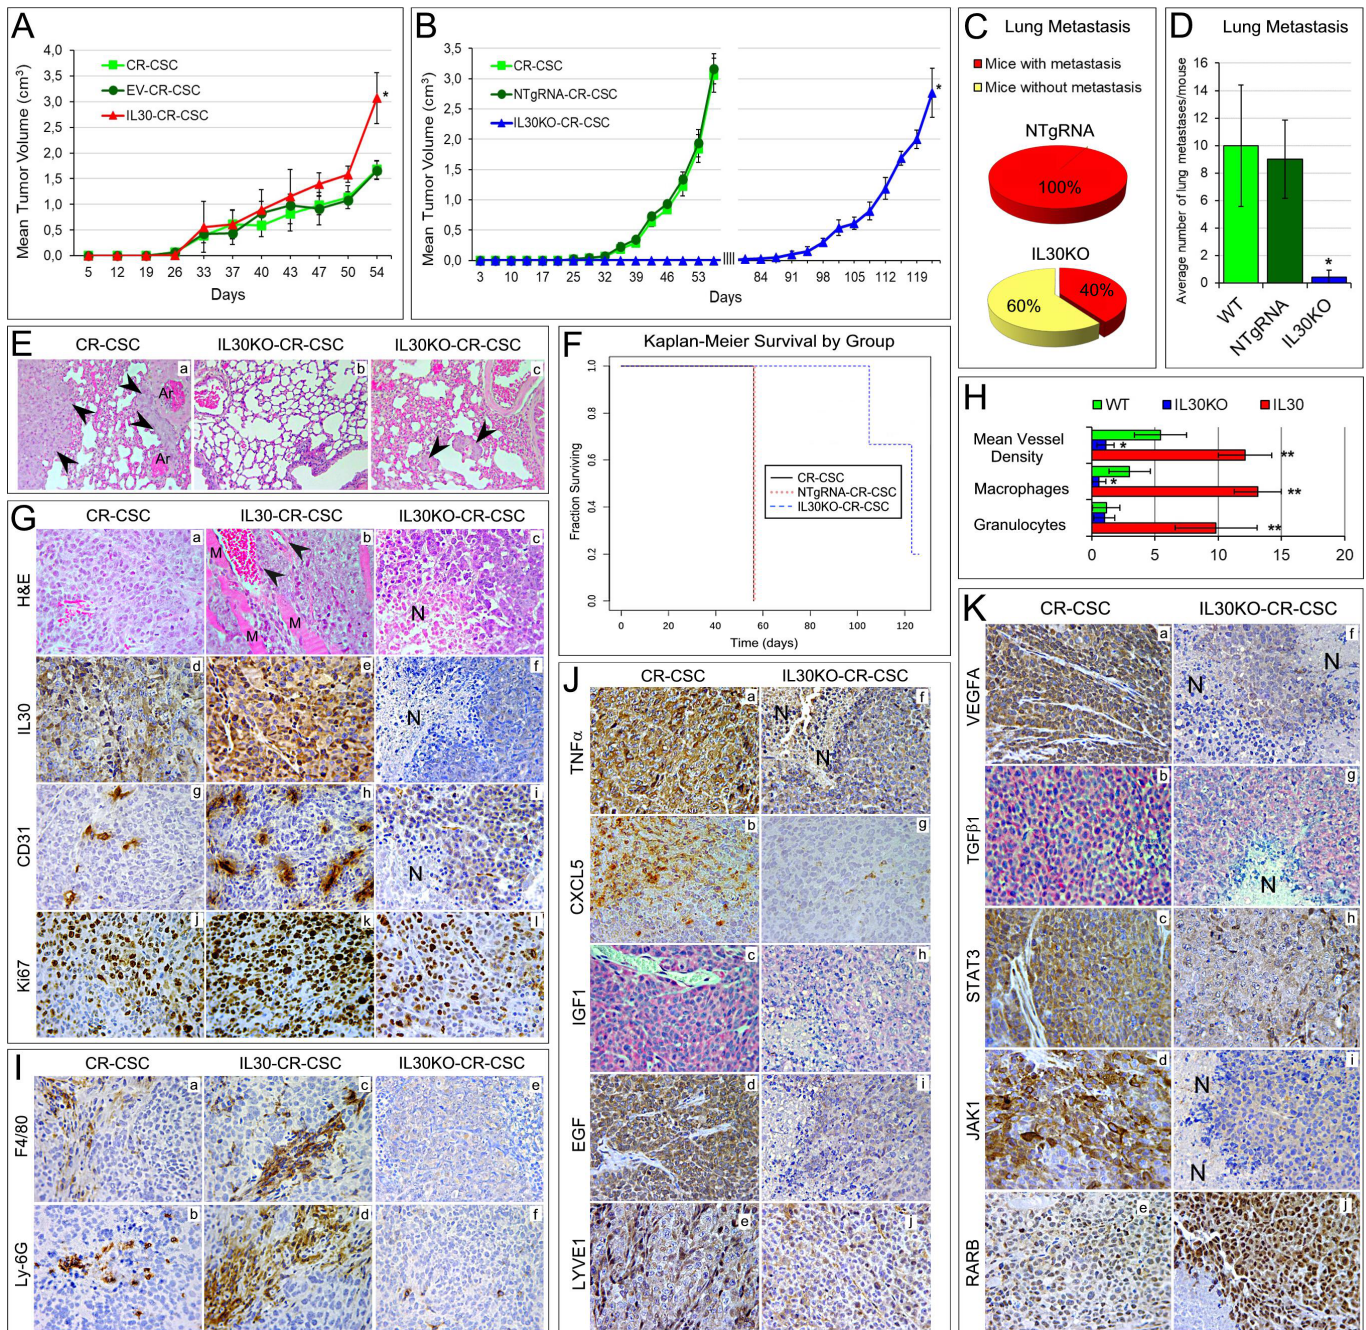 A
4,0
3,5
3,0
2,5
2,0
1,5
1,0
0,5
0,0
Mean Tumor Volume (cm³)
CR-CSC
EV-CR-CSC
IL30-CR-CSC
*
5 12 19 26 33 37 40 43 47 50 54
Days
B
3,5
3,0
2,5
2,0
1,5
1,0
0,5
0,0
Mean Tumor Volume (cm³)
CR-CSC
NTgRNA-CR-CSC
IL30KO-CR-CSC
*
3 10 17 25 32 39 46 53 84 91 98 105 112 119
Days
C Lung Metastasis
Mice with metastasis
Mice without metastasis
NTgRNA
100%
IL30KO
60% 40%
D Lung Metastasis
16
14
12
10
8
6
4
2
0
Average number of lung metastases/mouse
*
WT NTgRNA IL30KO
E CR-CSC IL30KO-CR-CSC IL30KO-CR-CSC
a b c
Ar
Ar
F Kaplan-Meier Survival by Group
1.0
0.8
0.6
0.4
0.2
0.0
Fraction Surviving
CR-CSC
NTgRNA-CR-CSC
IL30KO-CR-CSC
0 20 40 60 80 100 120
Time (days)
H WT IL30KO IL30
Mean Vessel
Density
* **
Macrophages
* **
Granulocytes
**
0 5 10 15 20
G CR-CSC IL30-CR-CSC IL30KO-CR-CSC
H&E a b c
M M M N
IL30 d e f
N
CD31 g h i
N
Ki67 j k l
I CR-CSC IL30-CR-CSC IL30KO-CR-CSC
F4/80 a c e
Ly-6G b d f
J CR-CSC IL30KO-CR-CSC
TNFα a f
N N
CXCL5 b g
IGF1 c h
EGF d i
LYVE1 e j
K CR-CSC IL30KO-CR-CSC
VEGFA a f
N N
TGFβ1 b g
N
STAT3 c h
JAK1 d i
N N
RARB e j